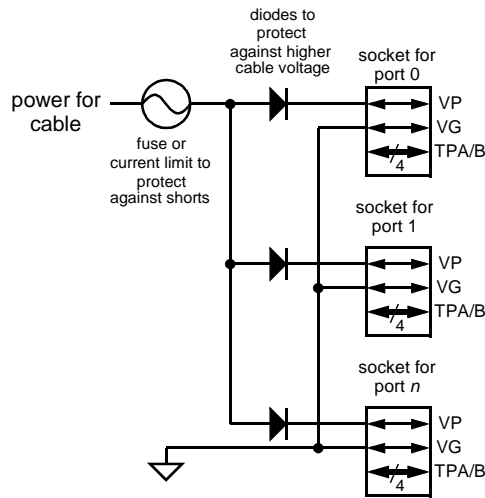 diodes to
protect
against higher
cable voltage
socket for
port 0
power for
cable
VP
VG
TPA/B
4
fuse or
current limit to
protect
against shorts
socket for
port 1
VP
VG
TPA/B
4
socket for
port n
VP
VG
TPA/B
4